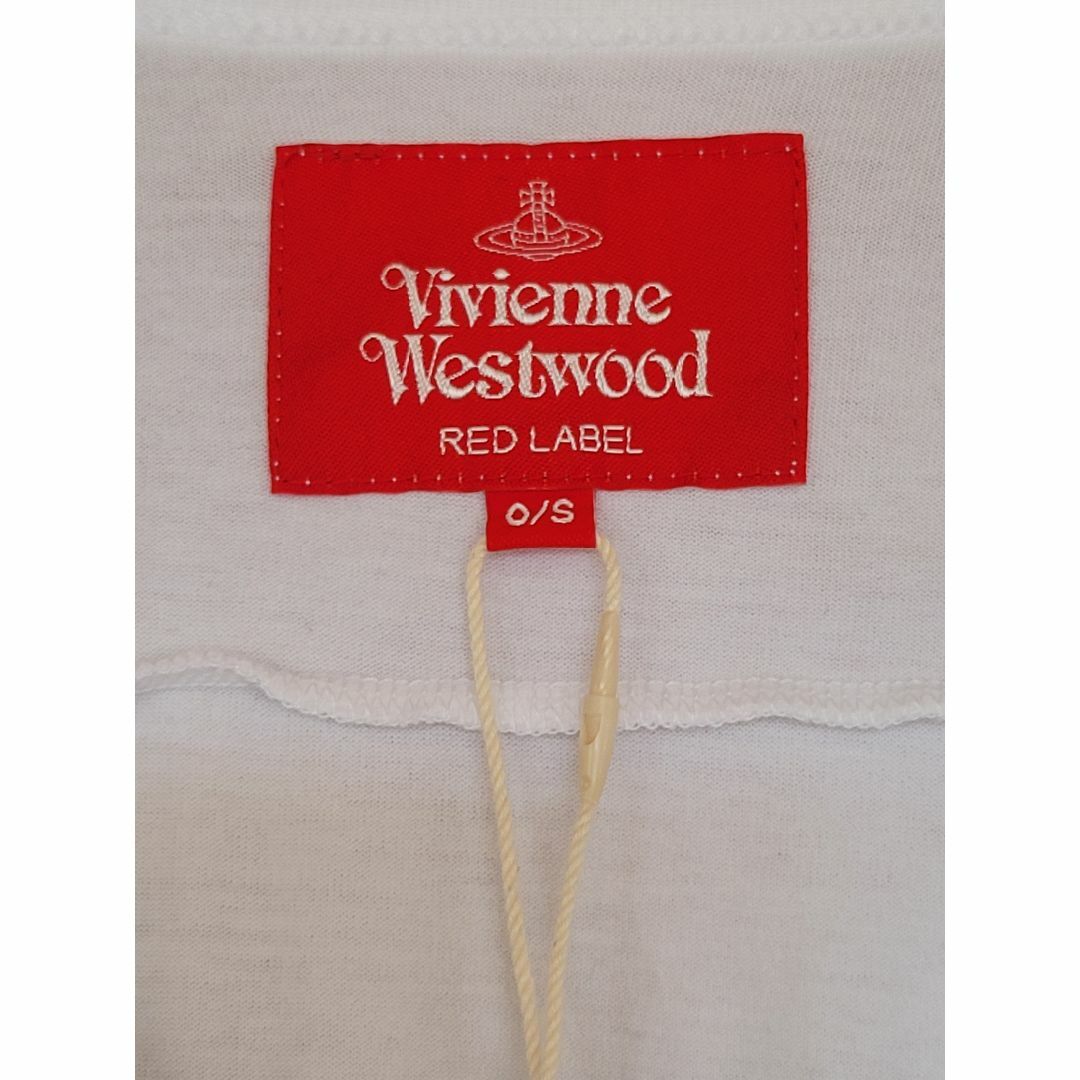 Vivienne
Westwood
RED LABEL
O/S